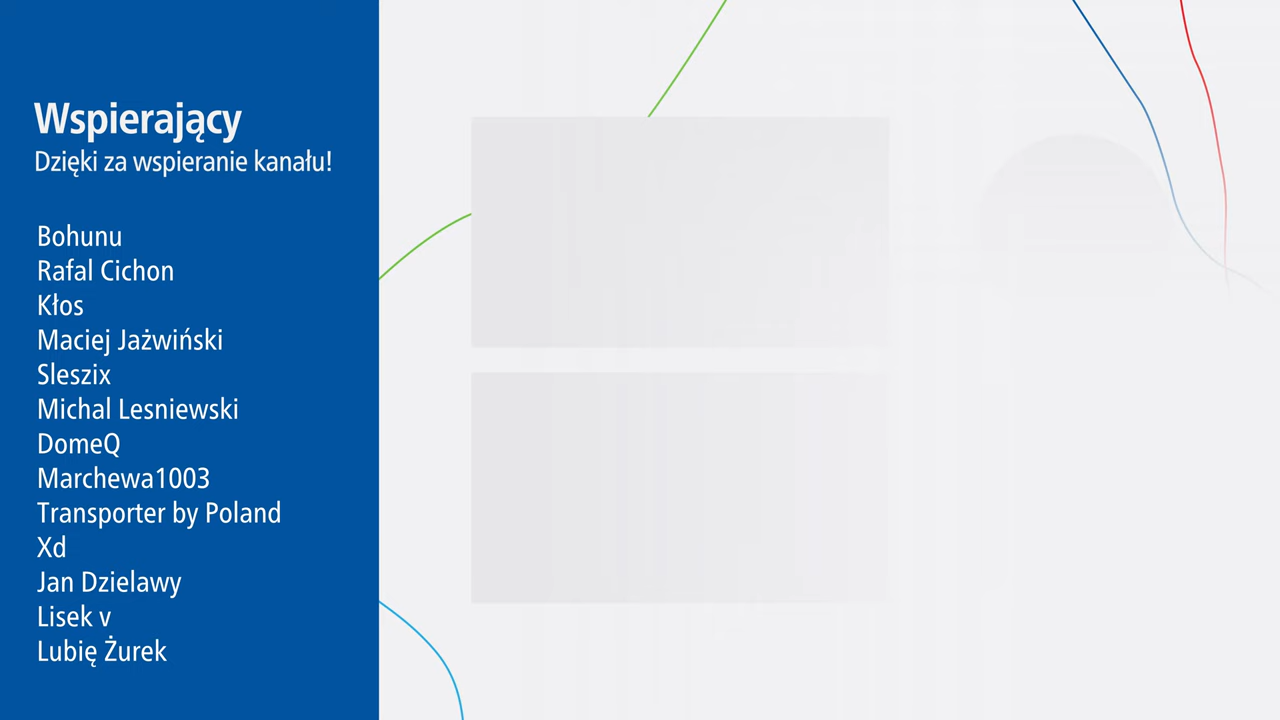 Wspierający
Dzięki za wspieranie kanału!
Bohunu
Rafal Cichon
Kłos
Maciej Jażwiński
Sleszix
Michal Lesniewski
DomeQ
Marchewa1003
Transporter by Poland
Xd
Jan Dzielawy
Lisek v
Lubię Żurek